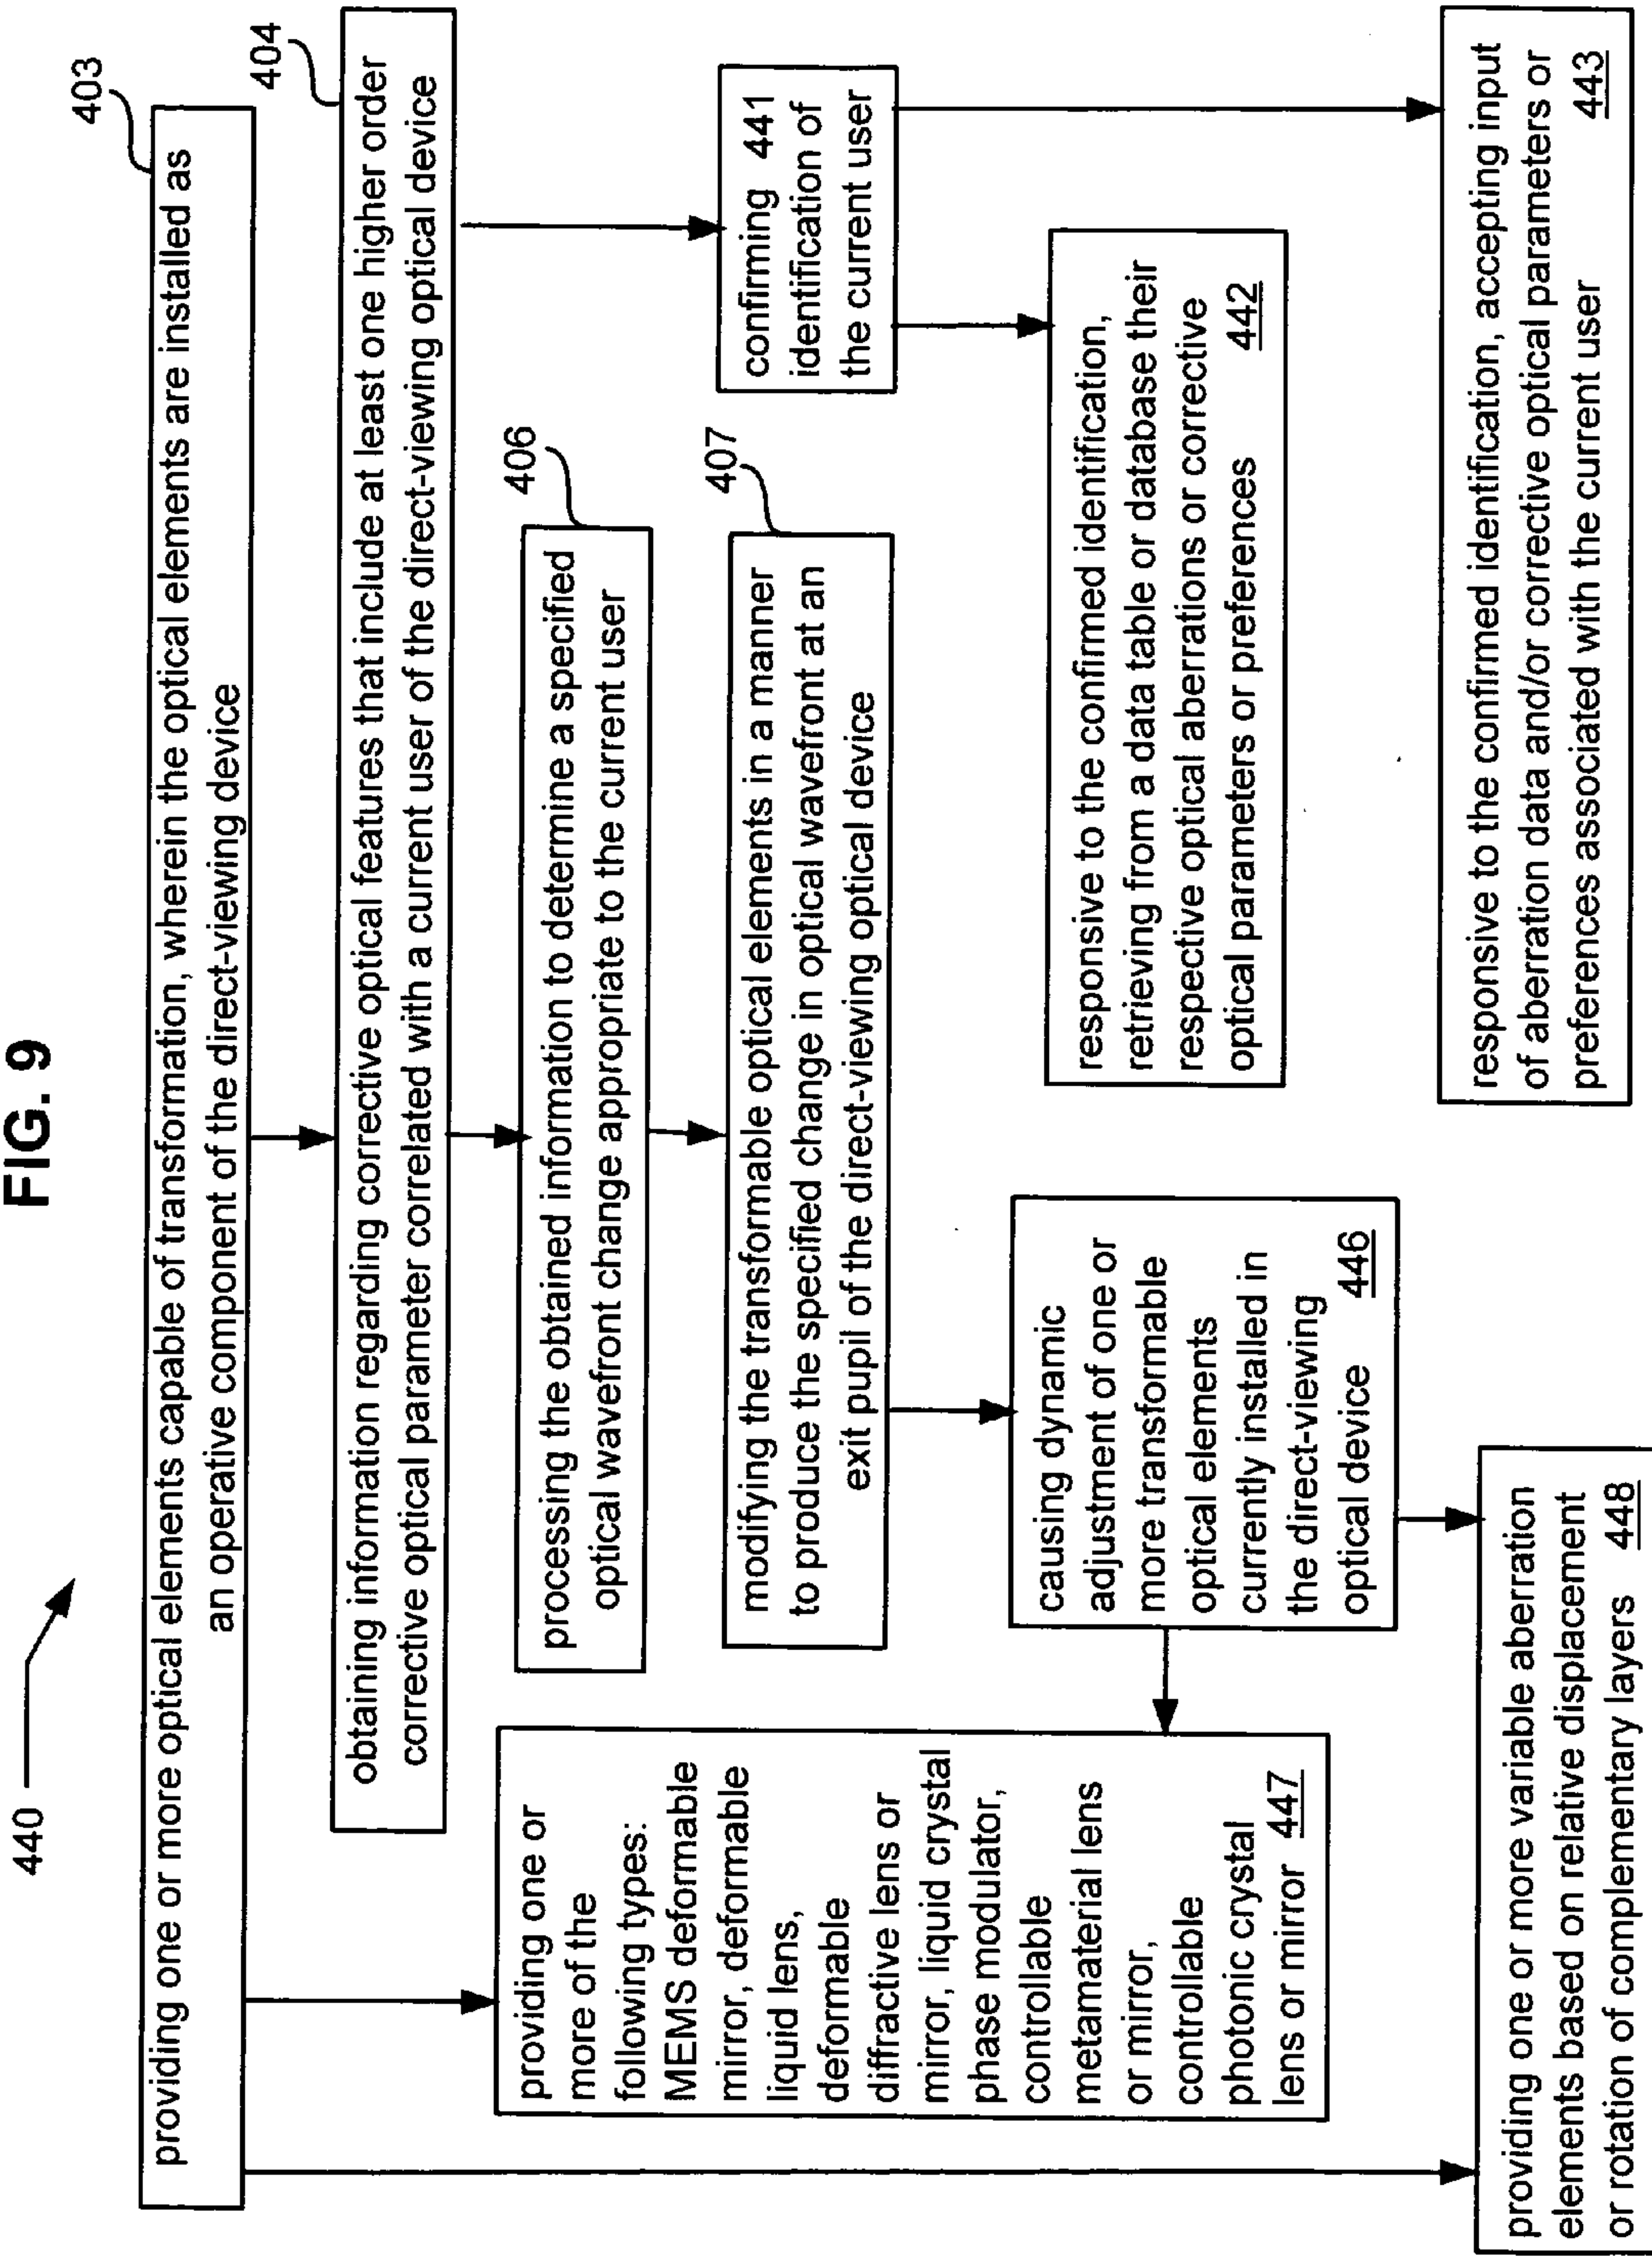 FIG. 9
440
403
providing one or more optical elements capable of transformation, wherein the optical elements are installed as
an operative component of the direct-viewing device
404
obtaining information regarding corrective optical features that include at least one higher order
corrective optical parameter correlated with a current user of the direct-viewing optical device
406
processing the obtained information to determine a specified
optical wavefront change appropriate to the current user
407
modifying the transformable optical elements in a manner
to produce the specified change in optical wavefront at an
exit pupil of the direct-viewing optical device
confirming 441
identification of
the current user
responsive to the confirmed identification,
retrieving from a data table or database their
respective optical aberrations or corrective
optical parameters or preferences 442
responsive to the confirmed identification, accepting input
of aberration data and/or corrective optical parameters or
preferences associated with the current user 443
causing dynamic
adjustment of one or
more transformable
optical elements
currently installed in
the direct-viewing
optical device 446
providing one or
more of the
following types:
MEMS deformable
mirror, deformable
liquid lens,
deformable
diffractive lens or
mirror, liquid crystal
phase modulator,
controllable
metamaterial lens
or mirror,
controllable
photonic crystal
lens or mirror 447
providing one or more variable aberration
elements based on relative displacement
or rotation of complementary layers 448